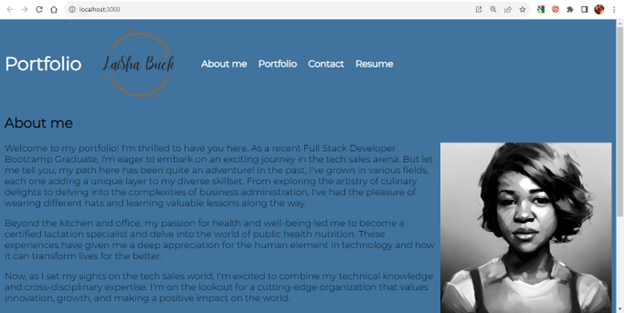 localhost:3000
Portfolio
LaSha Buck
About me Portfolio Contact Resume
About me
Welcome to my portfolio! I'm thrilled to have you here. As a recent Full Stack Developer
Bootcamp Graduate, I'm eager to embark on an exciting journey in the tech sales arena. But let
me tell you, my path here has been quite an adventure! In the past, I've grown in various fields,
each one adding a unique layer to my diverse skillset. From exploring the artistry of culinary
delights to delving into the complexities of business administration, I've had the pleasure of
wearing different hats and learning valuable lessons along the way.
Beyond the kitchen and office, my passion for health and well-being led me to become a
certified lactation specialist and delve into the world of public health nutrition. These
experiences have given me a deep appreciation for the human element in technology and how
it can transform lives for the better.
Now, as I set my sights on the tech sales world, I'm excited to combine my technical knowledge
and cross-disciplinary expertise. I'm on the lookout for a cutting-edge organization that values
innovation, growth, and making a positive impact on the world.